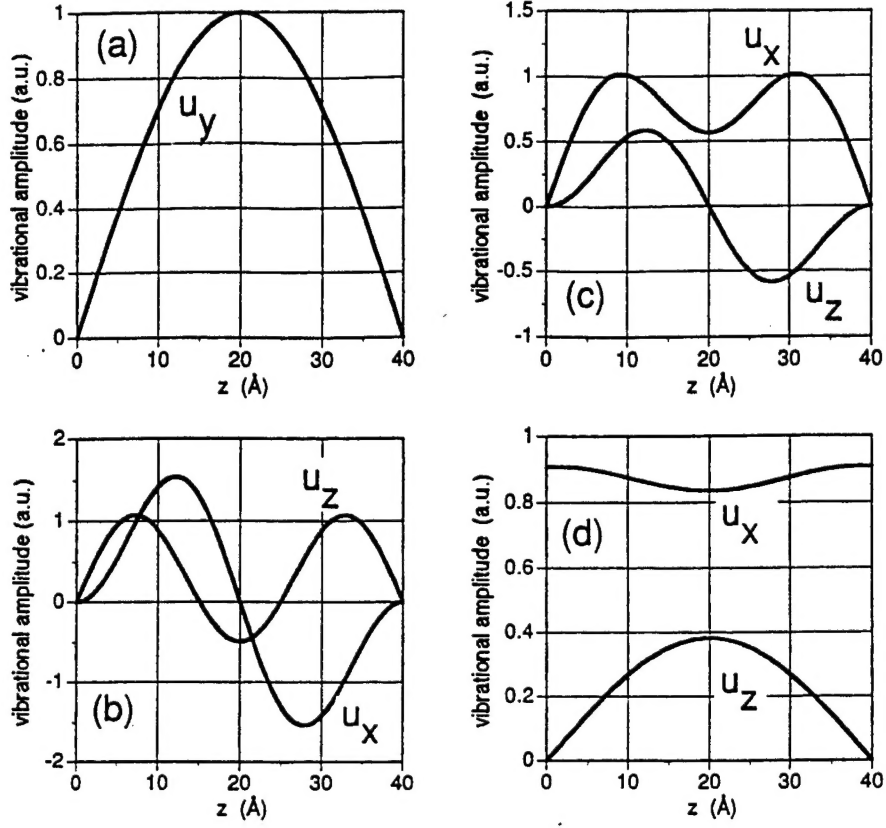 (a)
vibrational amplitude (a.u.)
1
0.8
0.6
0.4
0.2
0
u_y
0 10 20 30 40
z (Å)
(c)
vibrational amplitude (a.u.)
1.5
1
0.5
0
-0.5
-1
u_x
u_z
0 10 20 30 40
z (Å)
(b)
vibrational amplitude (a.u.)
2
1
0
-1
-2
u_z
u_x
0 10 20 30 40
z (Å)
(d)
vibrational amplitude (a.u.)
1
0.8
0.6
0.4
0.2
0
u_x
u_z
0 10 20 30 40
z (Å)